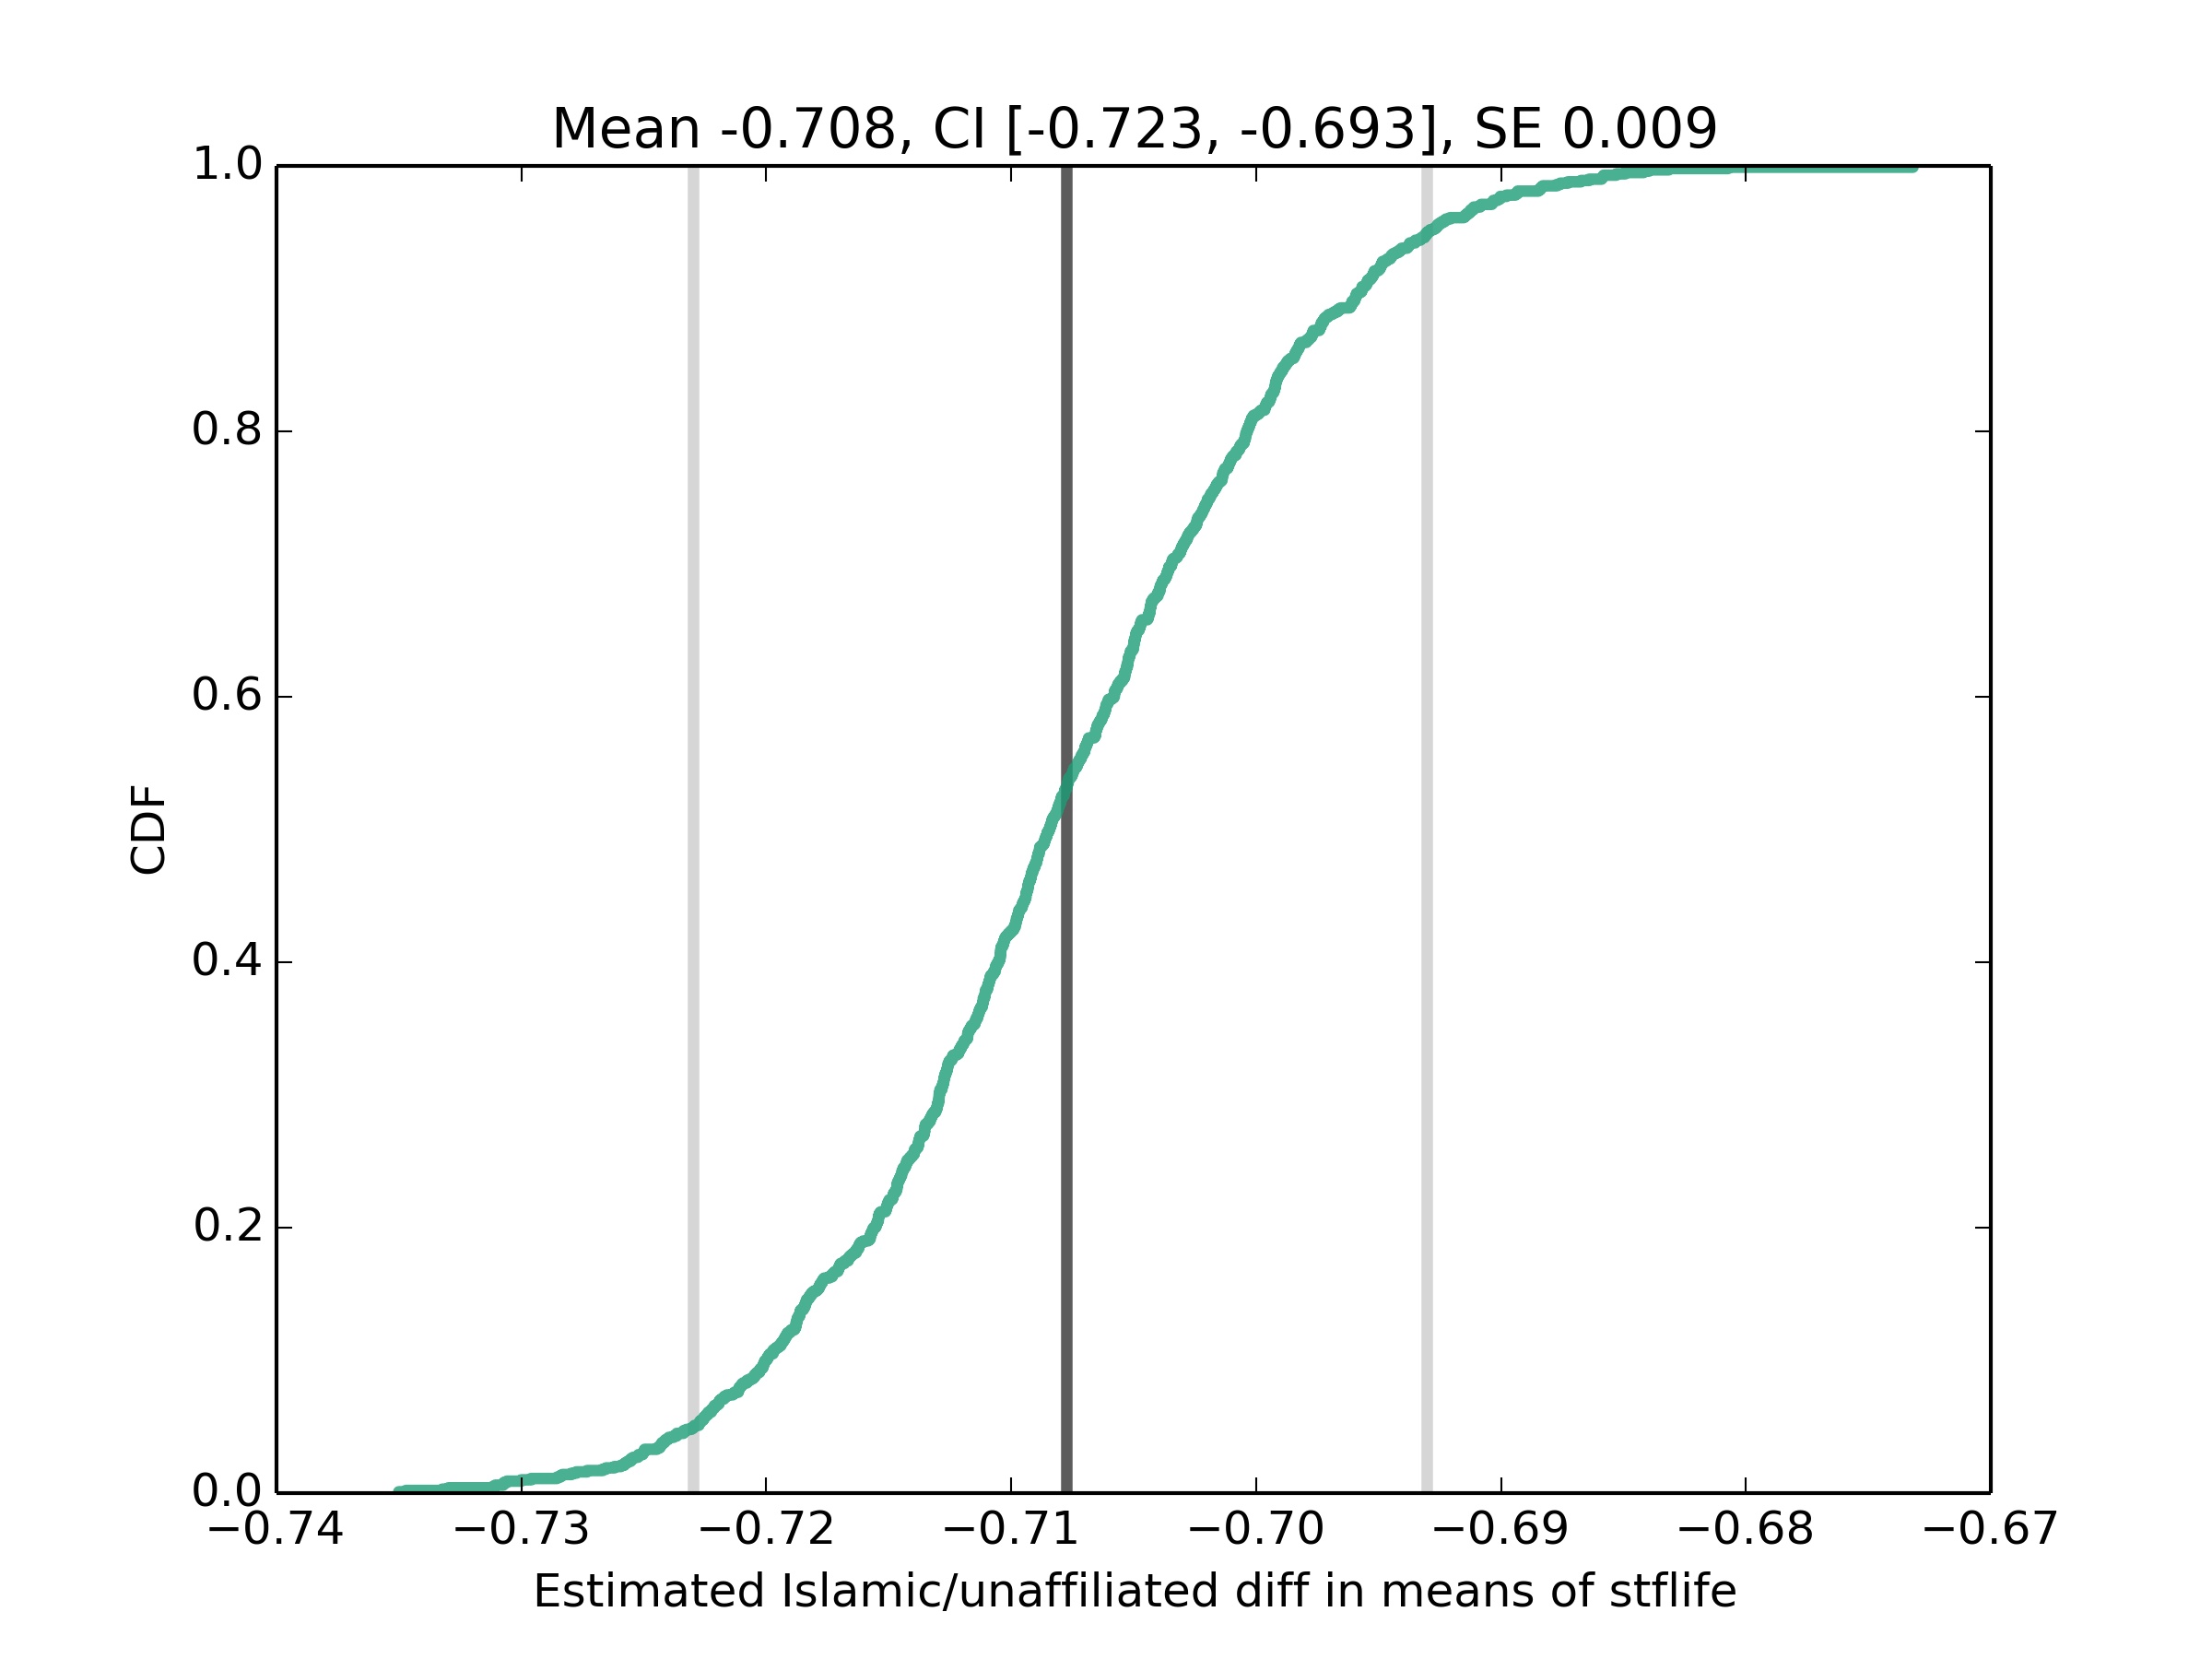 Mean -0.708, CI [-0.723, -0.693], SE 0.009
1.0
0.8
0.6
0.4
0.2
0.0
CDF
−0.74 −0.73 −0.72 −0.71 −0.70 −0.69 −0.68 −0.67
Estimated Islamic/unaffiliated diff in means of stflife